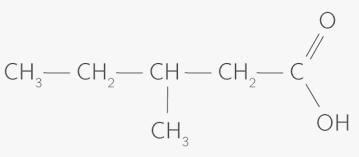 O
CH₃ — CH₂ — CH — CH₂ — C
OH
CH₃